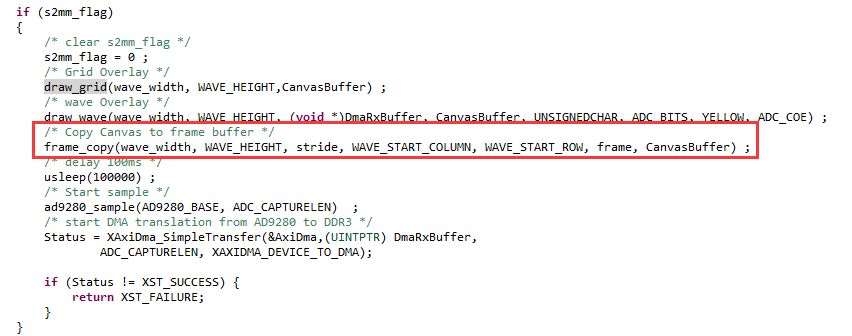 if (s2mm_flag)
{
/* clear s2mm_flag */
s2mm_flag = 0 ;
/* Grid Overlay */
draw_grid(wave_width, WAVE_HEIGHT,CanvasBuffer) ;
/* wave Overlay */
draw_wave(wave_width, WAVE_HEIGHT, (void *)DmaRxBuffer, CanvasBuffer, UNSIGNEDCHAR, ADC_BITS, YELLOW, ADC_COE) ;
/* Copy Canvas to frame buffer */
frame_copy(wave_width, WAVE_HEIGHT, stride, WAVE_START_COLUMN, WAVE_START_ROW, frame, CanvasBuffer) ;
/* delay 100ms */
usleep(100000) ;
/* Start sample */
ad9280_sample(AD9280_BASE, ADC_CAPTURELEN)  ;
/* start DMA translation from AD9280 to DDR3 */
Status = XAxiDma_SimpleTransfer(&AxiDma,(UINTPTR) DmaRxBuffer,
ADC_CAPTURELEN, XAXIDMA_DEVICE_TO_DMA);
if (Status != XST_SUCCESS) {
return XST_FAILURE;
}
}